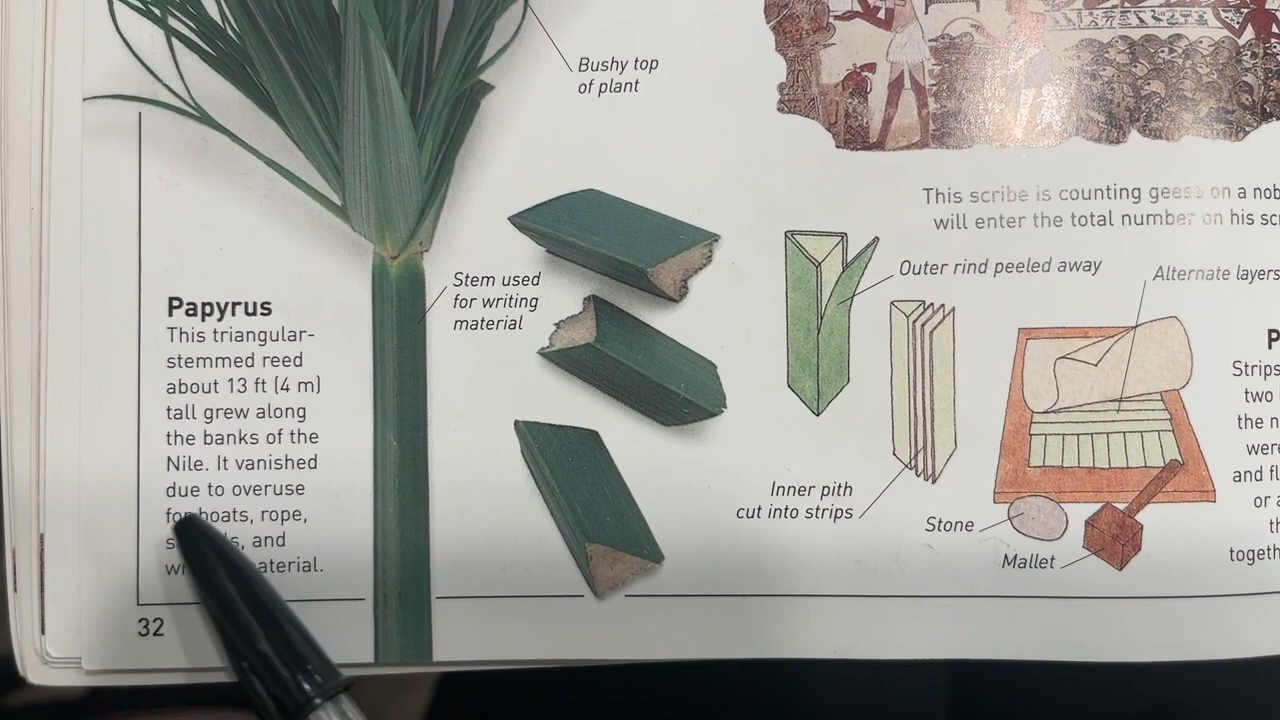 Bushy top
of plant
This scribe is counting geese on a nob
will enter the total number on his sc
Papyrus
This triangular-
stemmed reed
about 13 ft (4 m)
tall grew along
the banks of the
Nile. It vanished
due to overuse
for boats, rope,
and
Stem used
for writing
material
Outer rind peeled away
Alternate layers
Inner pith
cut into strips
Stone
Mallet
P
Strips
two
the n
were
and fl
or a
th
togeth
32